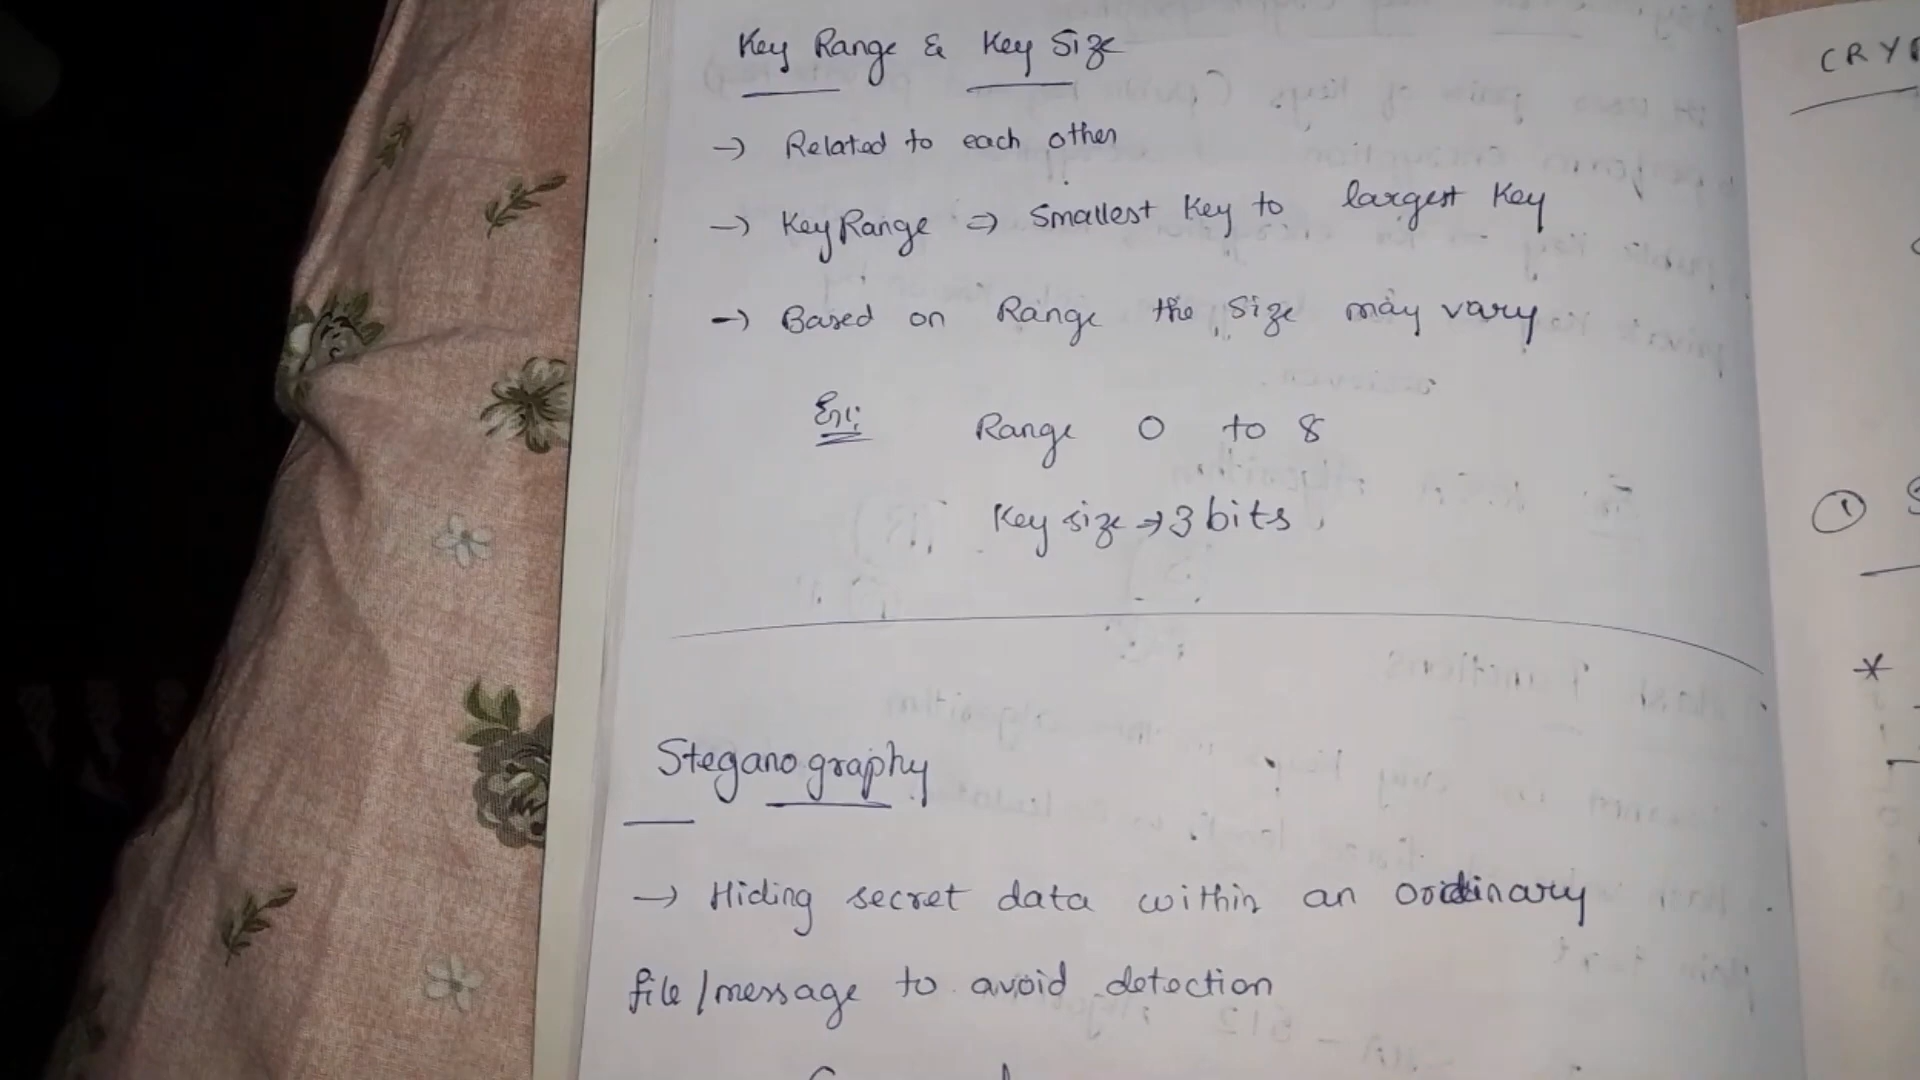 Key Range & Key Size
→ Related to each other
→ Key Range ⇒ Smallest Key to largest Key
→ Based on Range the Size may vary
Ex:
Range 0 to 8
Key size → 3 bits
Steganography
→ Hiding secret data within an ordinary
file/message to avoid detection
①
*